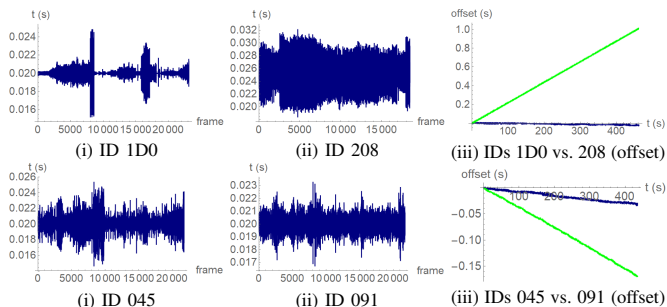 t (s)
0.024
0.022
0.020
0.018
0.016
0 5000 10000 15000 20000
frame
(i) ID 1D0
t (s)
0.032
0.030
0.028
0.026
0.024
0.022
0.020
0 5000 10000 15000
frame
(ii) ID 208
offset (s)
1.0
0.8
0.6
0.4
0.2
100 200 300 400
t (s)
(iii) IDs 1D0 vs. 208 (offset)
t (s)
0.026
0.024
0.022
0.020
0.018
0.016
0 5000 10000 15000 20000
frame
(i) ID 045
t (s)
0.023
0.022
0.021
0.020
0.019
0.018
0.017
0 5000 10000 15000 20000
frame
(ii) ID 091
offset (s)
100 200 300 400
t (s)
-0.05
-0.10
-0.15
(iii) IDs 045 vs. 091 (offset)